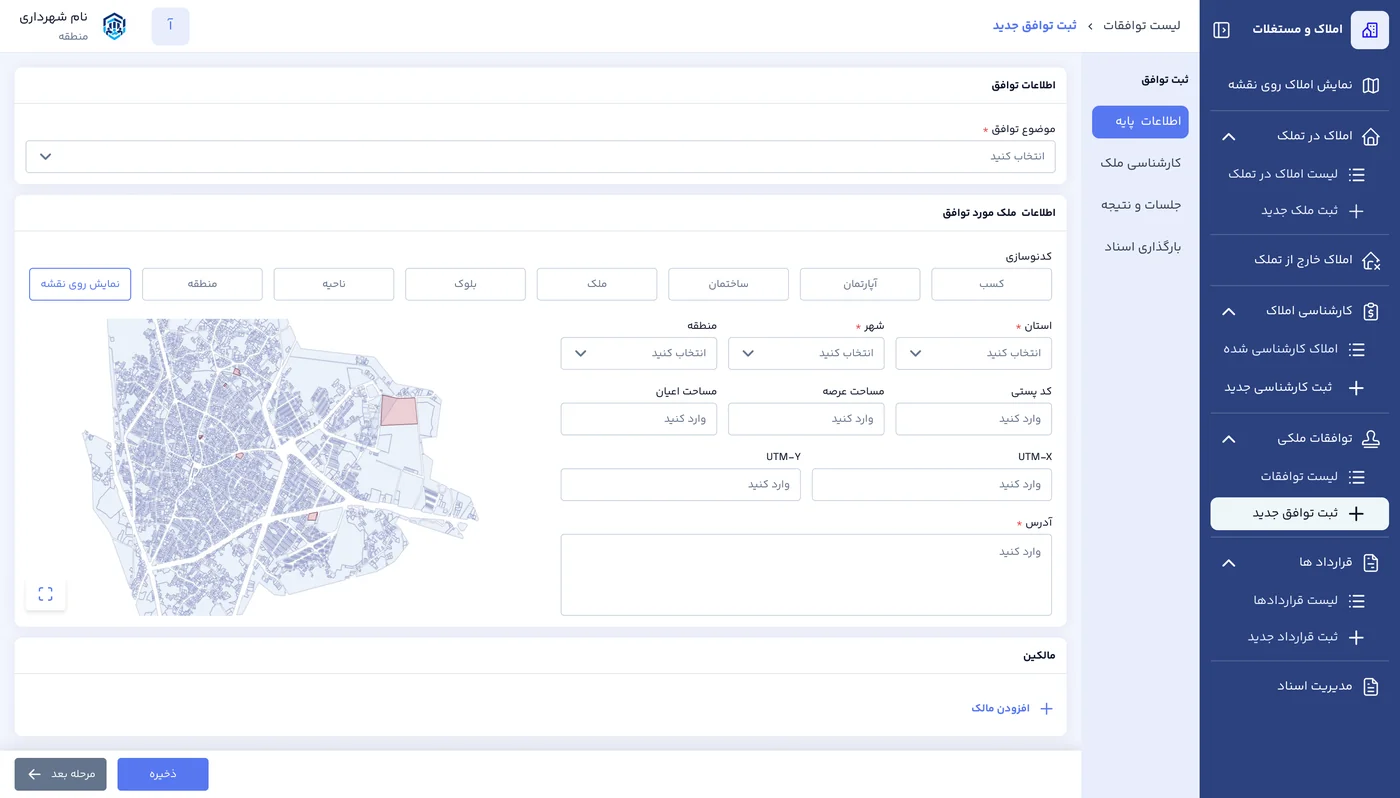 املاک و مستغلات
نمایش املاک روی نقشه
املاک در تملک
لیست املاک در تملک
ثبت ملک جدید
املاک خارج از تملک
کارشناسی املاک
املاک کارشناسی شده
ثبت کارشناسی جدید
توافقات ملکی
لیست توافقات
ثبت توافق جدید
قرارداد ها
لیست قراردادها
ثبت قرارداد جدید
مدیریت اسناد
لیست توافقات › ثبت توافق جدید
آ
نام شهرداری
منطقه
ثبت توافق
اطلاعات پایه
کارشناسی ملک
جلسات و نتیجه
بارگذاری اسناد
اطلاعات توافق
موضوع توافق *
انتخاب کنید
اطلاعات ملک مورد توافق
کدنوسازی
کسب آپارتمان ساختمان ملک بلوک ناحیه منطقه نمایش روی نقشه
استان * شهر * منطقه
انتخاب کنید انتخاب کنید انتخاب کنید
کد پستی مساحت عرصه مساحت اعیان
وارد کنید وارد کنید وارد کنید
UTM-X UTM-Y
وارد کنید وارد کنید
آدرس *
وارد کنید
مالکین
افزودن مالک
ذخیره مرحله بعد